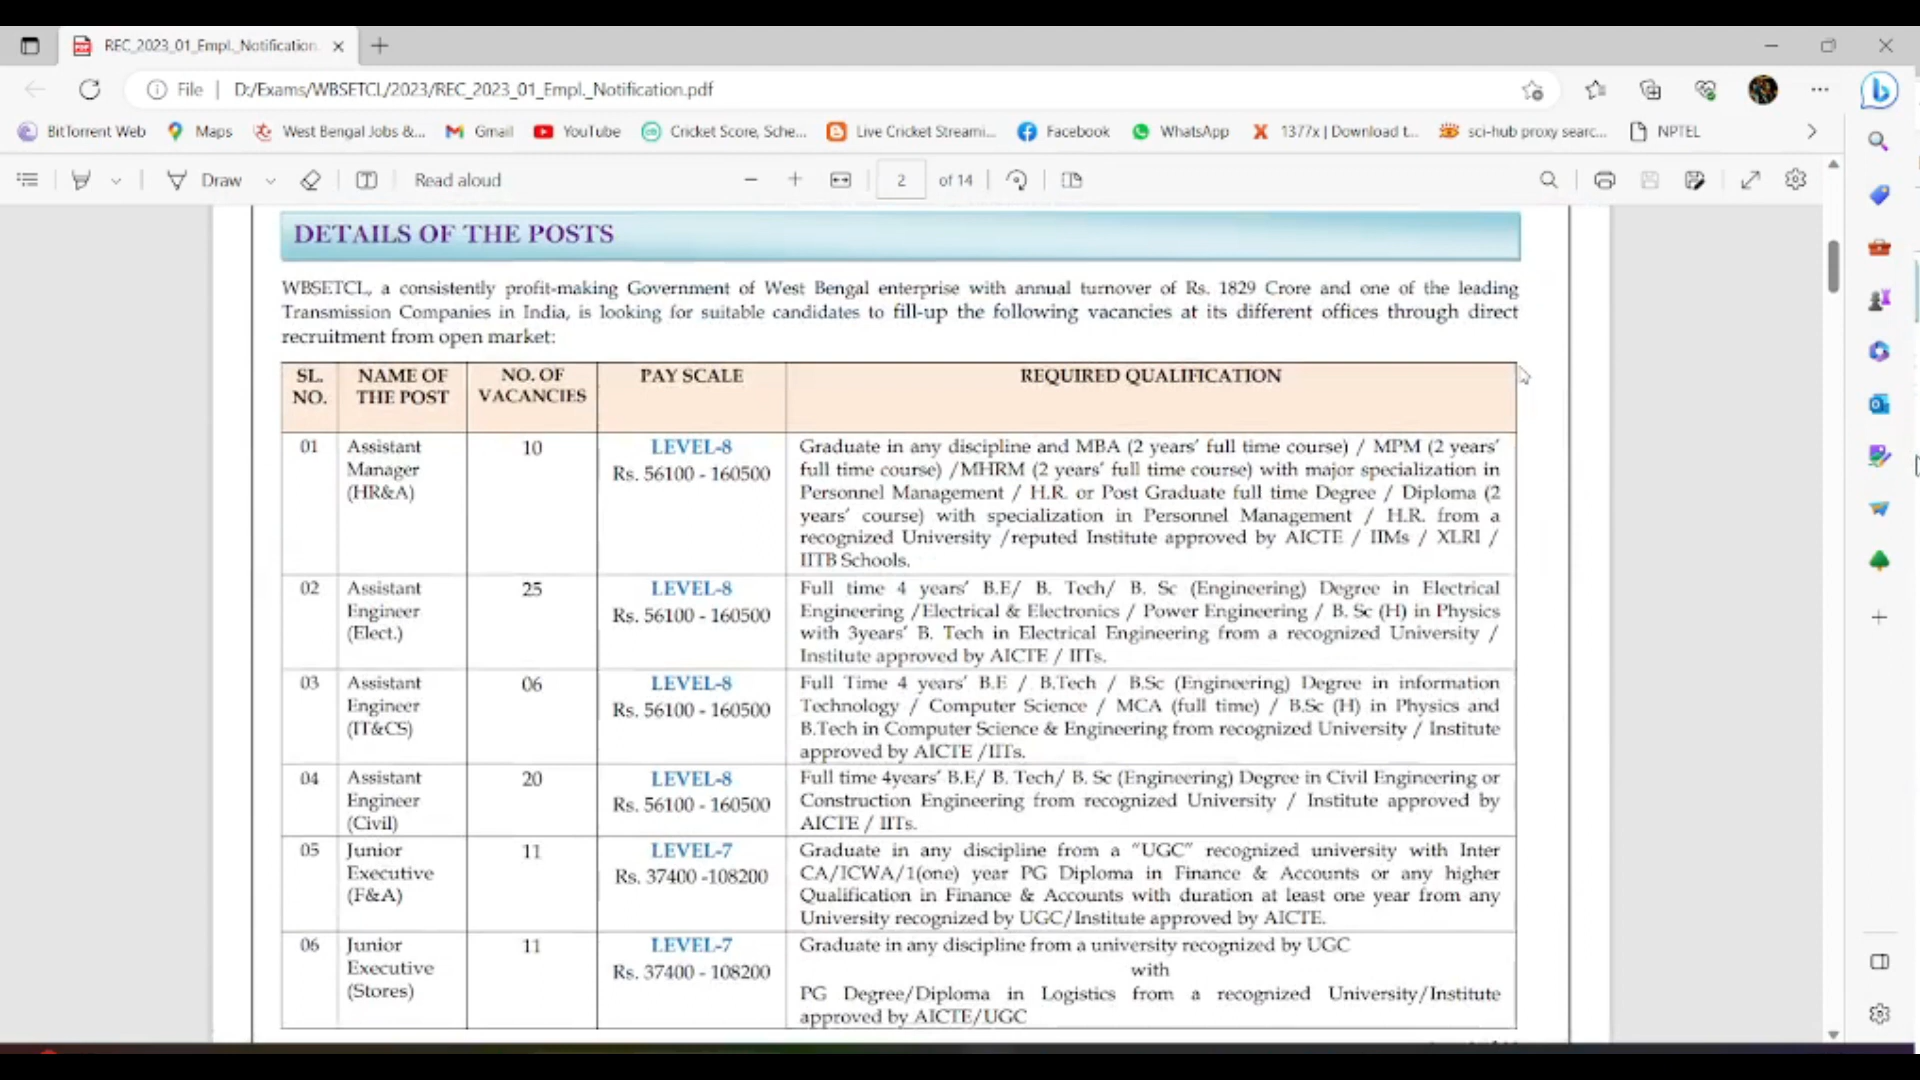 REC_2023_01_Empl._Notification.
File | D:/Exams/WBSETCL/2023/REC_2023_01_Empl._Notification.pdf
BitTorrent Web Maps West Bengal Jobs &... Gmail YouTube Cricket Score, Sche... Live Cricket Streami... Facebook WhatsApp 1377x | Download t... sci-hub proxy searc... NPTEL
Draw Read aloud 2 of 14
DETAILS OF THE POSTS
WBSETCL, a consistently profit-making Government of West Bengal enterprise with annual turnover of Rs. 1829 Crore and one of the leading
Transmission Companies in India, is looking for suitable candidates to fill-up the following vacancies at its different offices through direct
recruitment from open market:
SL. NO. NAME OF THE POST NO. OF VACANCIES PAY SCALE REQUIRED QUALIFICATION
01 Assistant Manager (HR&A) 10 LEVEL-8 Rs. 56100 - 160500
Graduate in any discipline and MBA (2 years' full time course) / MPM (2 years'
full time course) /MHRM (2 years' full time course) with major specialization in
Personnel Management / H.R. or Post Graduate full time Degree / Diploma (2
years' course) with specialization in Personnel Management / H.R. from a
recognized University /reputed Institute approved by AICTE / IIMs / XLRI /
IITB Schools.
02 Assistant Engineer (Elect.) 25 LEVEL-8 Rs. 56100 - 160500
Full time 4 years' B.E/ B. Tech/ B. Sc (Engineering) Degree in Electrical
Engineering /Electrical & Electronics / Power Engineering / B. Sc (H) in Physics
with 3years' B. Tech in Electrical Engineering from a recognized University /
Institute approved by AICTE / IITs.
03 Assistant Engineer (IT&CS) 06 LEVEL-8 Rs. 56100 - 160500
Full Time 4 years' B.E / B.Tech / B.Sc (Engineering) Degree in information
Technology / Computer Science / MCA (full time) / B.Sc (H) in Physics and
B.Tech in Computer Science & Engineering from recognized University / Institute
approved by AICTE /IITs.
04 Assistant Engineer (Civil) 20 LEVEL-8 Rs. 56100 - 160500
Full time 4years' B.E/ B. Tech/ B. Sc (Engineering) Degree in Civil Engineering or
Construction Engineering from recognized University / Institute approved by
AICTE / IITs.
05 Junior Executive (F&A) 11 LEVEL-7 Rs. 37400 -108200
Graduate in any discipline from a "UGC" recognized university with Inter
CA/ICWA/1(one) year PG Diploma in Finance & Accounts or any higher
Qualification in Finance & Accounts with duration at least one year from any
University recognized by UGC/Institute approved by AICTE.
06 Junior Executive (Stores) 11 LEVEL-7 Rs. 37400 - 108200
Graduate in any discipline from a university recognized by UGC
with
PG Degree/Diploma in Logistics from a recognized University/Institute
approved by AICTE/UGC